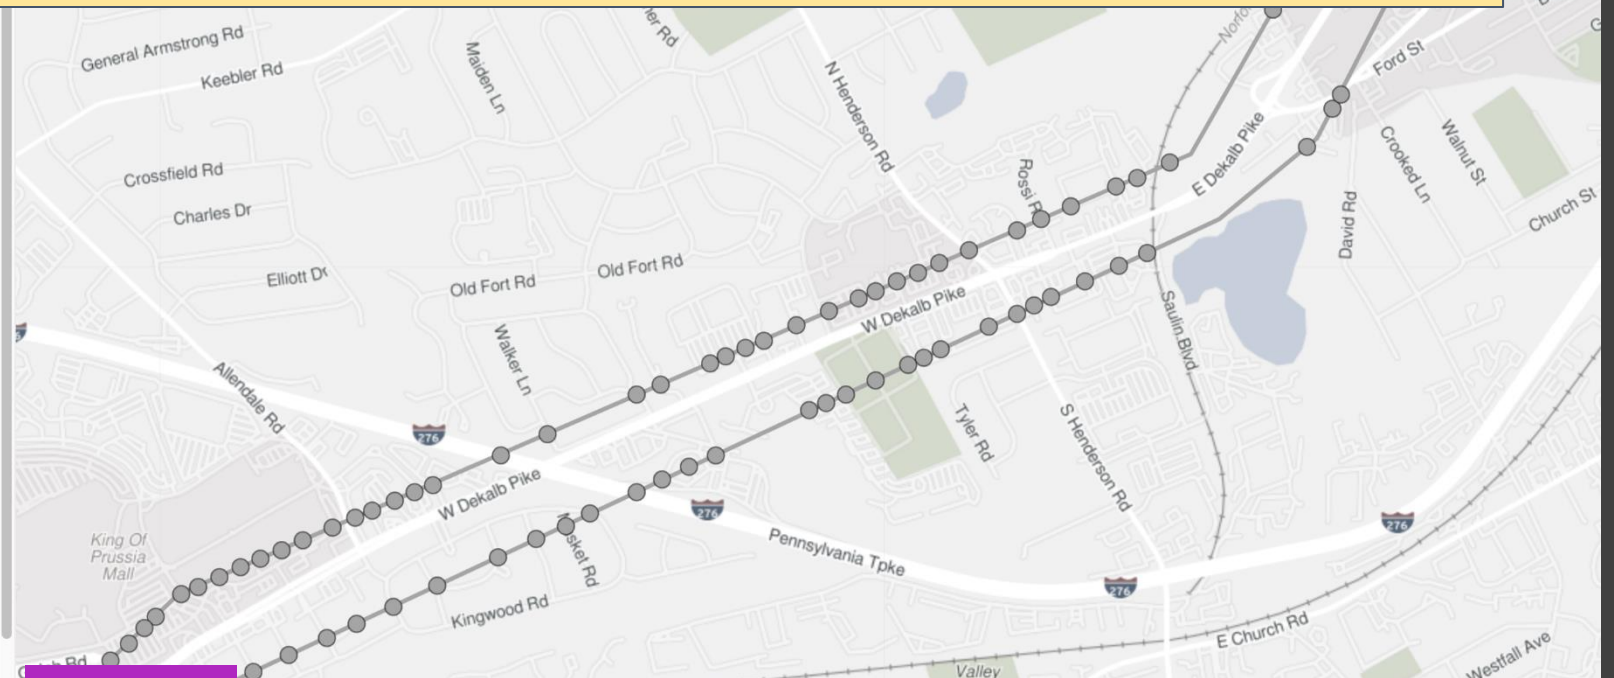 General Armstrong Rd
Keebler Rd
Maiden Ln
N Henderson Rd
Ford St
Crossfield Rd
Charles Dr
Elliott Dr
Old Fort Rd
Old Fort Rd
Walker Ln
Rossi R
E Dekalb Pike
Crooked Ln
Walnut St
Church St
David Rd
W Dekalb Pike
Saulin Blvd
Allendale Rd
276
W Dekalb Pike
Tyler Rd
S Henderson Rd
276
Pennsylvania Tpke
276
276
King Of
Prussia
Mall
Kingwood Rd
E Church Rd
Westfall Ave
Valley